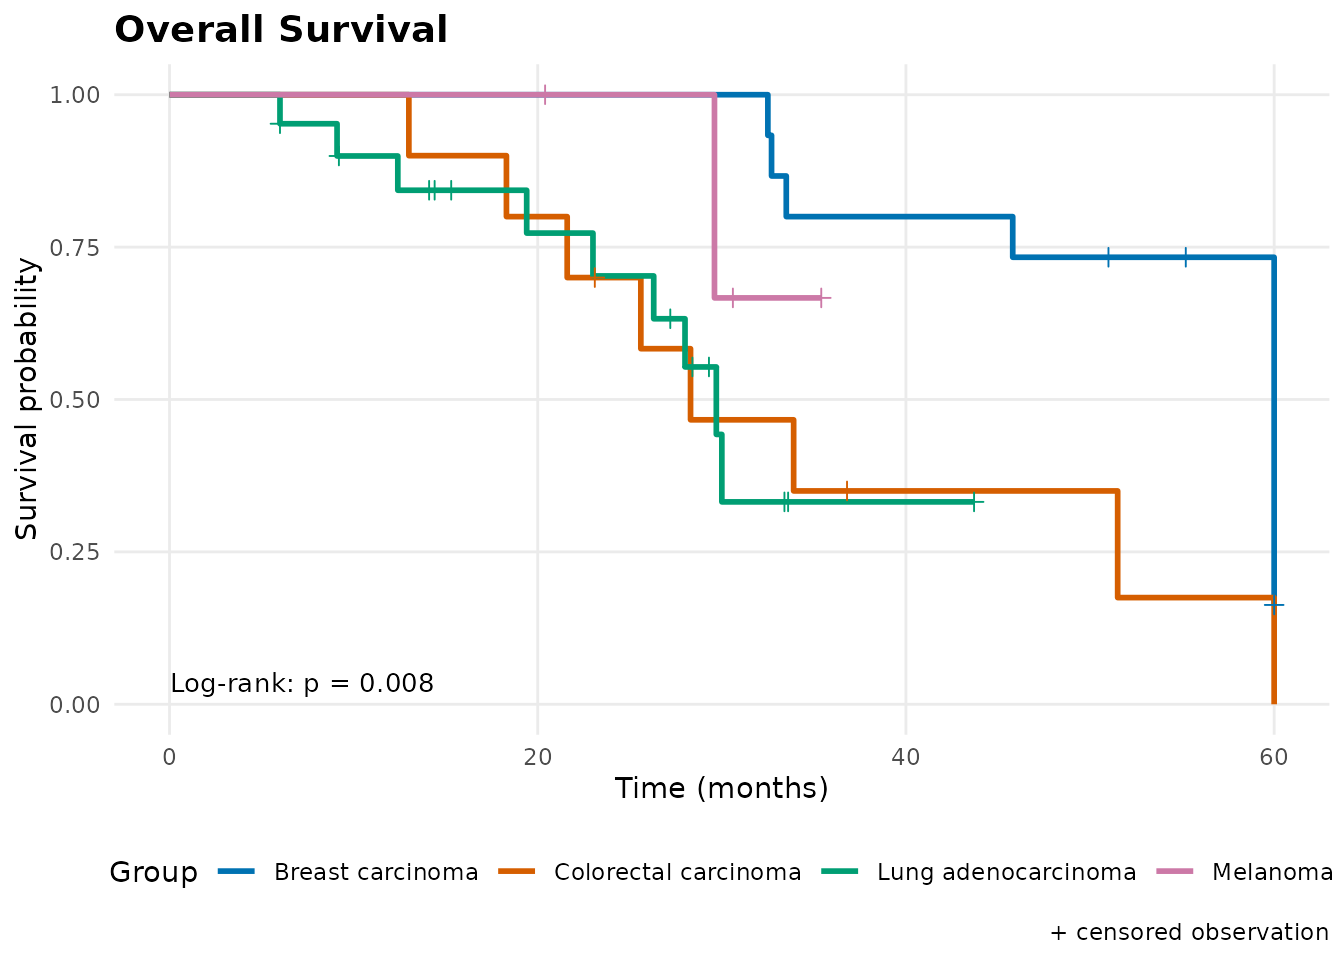 Overall Survival
Survival probability
1.00
0.75
0.50
0.25
0.00
Log-rank: p = 0.008
0 20 40 60
Time (months)
Group Breast carcinoma Colorectal carcinoma Lung adenocarcinoma Melanoma
+ censored observation